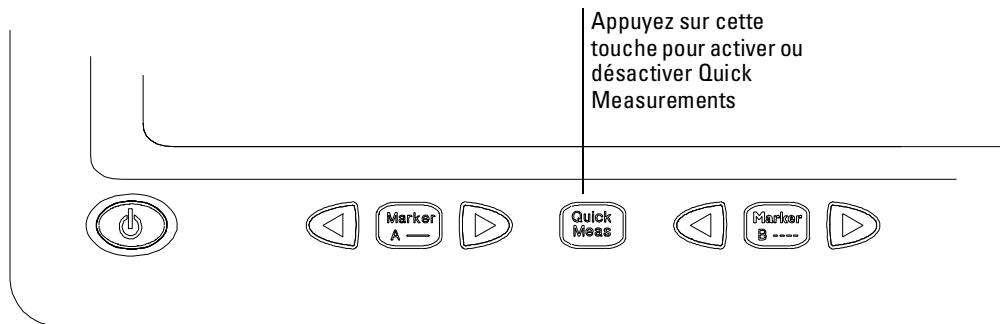 Appuyez sur cette
touche pour activer ou
désactiver Quick
Measurements
Marker
A —
Quick
Meas
Marker
B ----